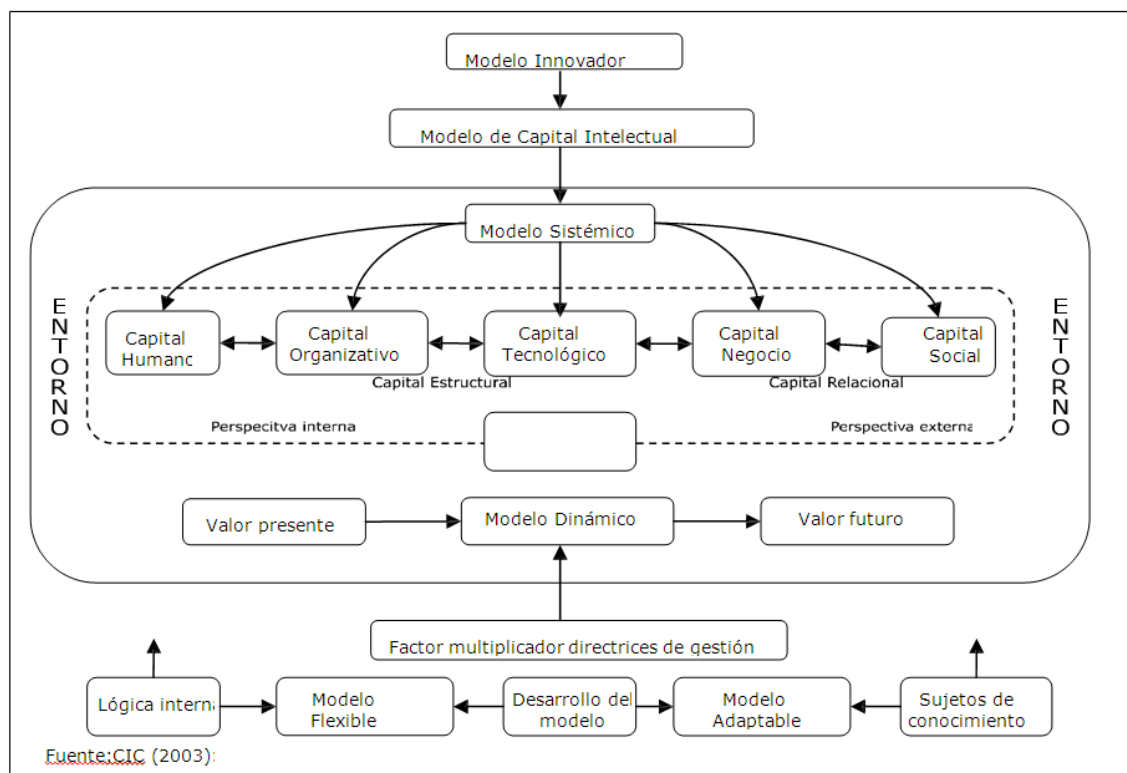 Modelo Innovador
Modelo de Capital Intelectual
Modelo Sistémico
ENTORNO
ENTORNO
Capital
Humano
Capital
Organizativo
Capital
Tecnológico
Capital
Negocio
Capital
Social
Capital Estructural
Capital Relacional
Perspecitva interna
Perspectiva externa
Valor presente
Modelo Dinámico
Valor futuro
Factor multiplicador directrices de gestión
Lógica interna
Modelo
Flexible
Desarrollo del
modelo
Modelo
Adaptable
Sujetos de
conocimiento
Fuente:CIC (2003):